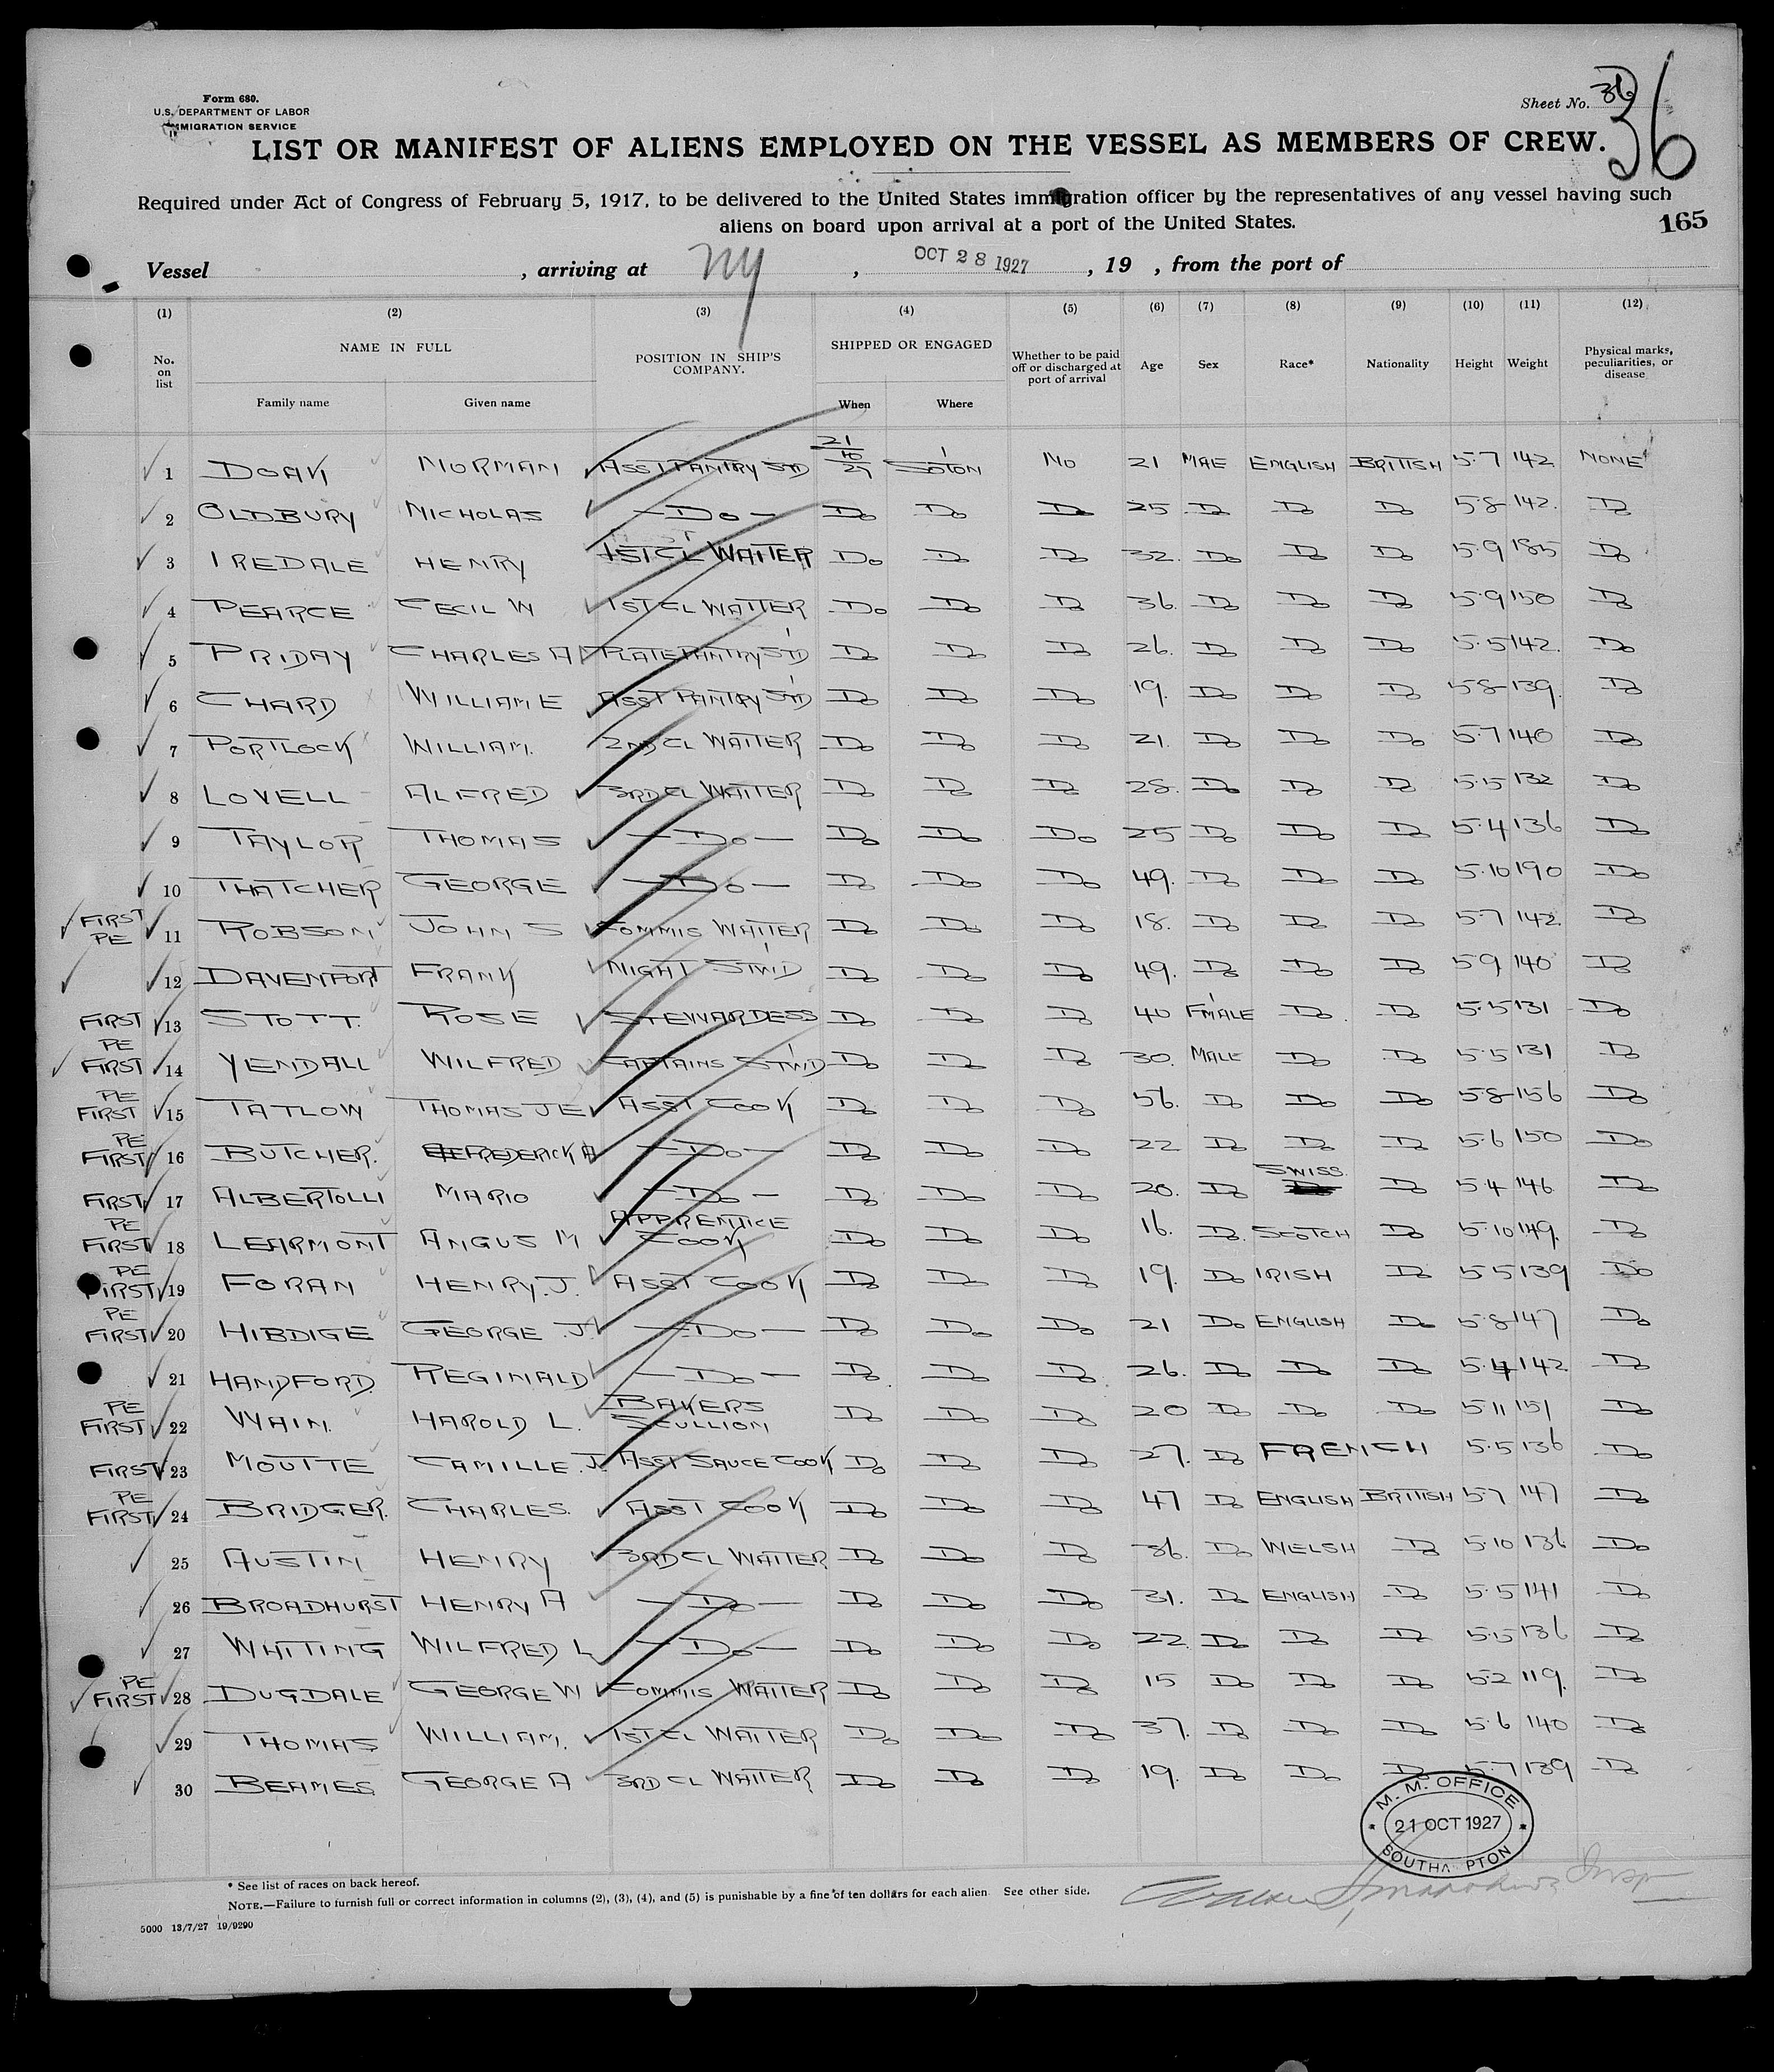 Form 680.
U.S. DEPARTMENT OF LABOR
IMMIGRATION SERVICE
Sheet No. 36
36
LIST OR MANIFEST OF ALIENS EMPLOYED ON THE VESSEL AS MEMBERS OF CREW.
Required under Act of Congress of February 5, 1917, to be delivered to the United States immigration officer by the representatives of any vessel having such
aliens on board upon arrival at a port of the United States.
165
Vessel , arriving at NY , OCT 28 1927 , 19 , from the port of
(1) (2) (3) (4) (5) (6) (7) (8) (9) (10) (11) (12)
No. on list NAME IN FULL POSITION IN SHIP'S COMPANY. SHIPPED OR ENGAGED Whether to be paid off or discharged at port of arrival Age Sex Race* Nationality Height Weight Physical marks, peculiarities, or disease
Family name Given name When Where
1 DOAK NORMAN ASST PANTRY STD 21/10/27 SOTON NO 21 MAE ENGLISH BRITISH 5·7 142 NONE
2 OLDBURY NICHOLAS —DO— DO DO DO 25 DO DO DO 5·8 142. DO
3 IREDALE HENRY 1ST CL WAITER DO DO DO 32. DO DO DO 5·9 185 DO
4 PEARCE CECIL W 1ST CL WAITER DO DO DO 36. DO DO DO 5·9 150 DO
5 PRIDAY CHARLES A PLATE PANTRY STD DO DO DO 26. DO DO DO 5·5 142. DO
6 CHARD WILLIAM E ASST PANTRY STD DO DO DO 19. DO DO DO 5·8 139. DO
7 PORTLOCK WILLIAM. 2ND CL WAITER DO DO DO 21. DO DO DO 5·7 140 DO
8 LOVELL ALFRED 3RD CL WAITER DO DO DO 28. DO DO DO 5·5 132 DO
9 TAYLOR THOMAS —DO— DO DO DO 25 DO DO DO 5·4 136 DO
10 THATCHER GEORGE —DO— DO DO DO 49. DO DO DO 5·10 190 DO
FIRST PE 11 ROBSON JOHN S COMMIS WAITER DO DO DO 18. DO DO DO 5·7 142. DO
12 DAVENPORT FRANK NIGHT STWD DO DO DO 49. DO DO DO 5·9 140 DO
FIRST 13 STOTT. ROSE STEWARDESS DO DO DO 40 FMALE DO DO 5·5 131 DO
PE FIRST 14 YENDALL WILFRED CAPTAINS STWD DO DO DO 30. MALE DO DO 5·5 131 DO
PE FIRST 15 TATLOW THOMAS J E ASST COOK DO DO DO 56. DO DO DO 5·8 156 DO
PE FIRST 16 BUTCHER. FREDERICK A —DO— DO DO DO 22 DO DO DO 5·6 150 DO
FIRST 17 ALBERTOLLI MARIO —DO— DO DO DO 20. DO SWISS DO 5·4 146 DO
PE FIRST 18 LEARMONT ANGUS M APPRENTICE COOK DO DO DO 16. DO SCOTCH DO 5·10 149. DO
PE FIRST 19 FORAN HENRY. J. ASST COOK DO DO DO 19. DO IRISH DO 5·5 139 DO
PE FIRST 20 HIBDIGE GEORGE J. —DO— DO DO DO 21 DO ENGLISH DO 5·8 147 DO
21 HANDFORD REGINALD —DO— DO DO DO 26. DO DO DO 5·4 142 DO
PE FIRST 22 WAIN. HAROLD L. BAKERS SCULLION DO DO DO 20 DO DO DO 5·11 151 DO
FIRST 23 MOUTTE CAMILLE. J. ASST SAUCE COOK DO DO DO 27. DO FRENCH 5·5 136 DO
PE FIRST 24 BRIDGER. CHARLES. ASST COOK DO DO DO 47 DO ENGLISH BRITISH 5·7 147 DO
25 AUSTIN HENRY 3RD CL WAITER DO DO DO 36. DO WELSH DO 5·10 136 DO
26 BROADHURST HENRY A —DO— DO DO DO 31. DO ENGLISH DO 5·5 141 DO
27 WHITING WILFRED L —DO— DO DO DO 22. DO DO DO 5·5 136 DO
PE FIRST 28 DUGDALE GEORGE W COMMIS WAITER DO DO DO 15 DO DO DO 5·2 119. DO
29 THOMAS WILLIAM. 1ST CL WAITER DO DO DO 37. DO DO DO 5·6 140 DO
30 BEAMES GEORGE A 3RD CL WAITER DO DO DO 19. DO DO DO 5·7 139 DO
M. M. OFFICE
21 OCT 1927
SOUTHA PTON
* See list of races on back hereof.
NOTE.—Failure to furnish full or correct information in columns (2), (3), (4), and (5) is punishable by a fine of ten dollars for each alien See other side.
5000 13/7/27 19/9290